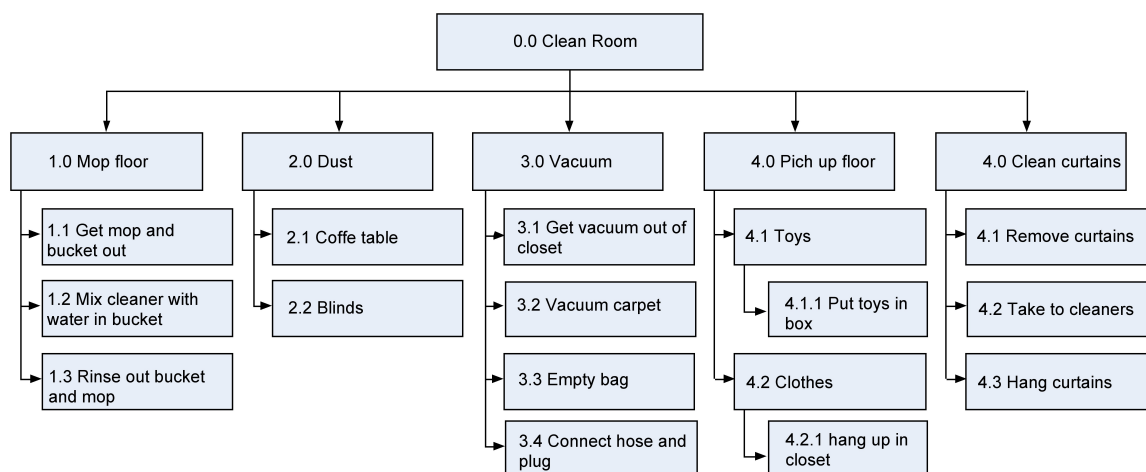 0.0 Clean Room
1.0 Mop floor
1.1 Get mop and
bucket out
1.2 Mix cleaner with
water in bucket
1.3 Rinse out bucket
and mop
2.0 Dust
2.1 Coffe table
2.2 Blinds
3.0 Vacuum
3.1 Get vacuum out of
closet
3.2 Vacuum carpet
3.3 Empty bag
3.4 Connect hose and
plug
4.0 Pich up floor
4.1 Toys
4.1.1 Put toys in
box
4.2 Clothes
4.2.1 hang up in
closet
4.0 Clean curtains
4.1 Remove curtains
4.2 Take to cleaners
4.3 Hang curtains